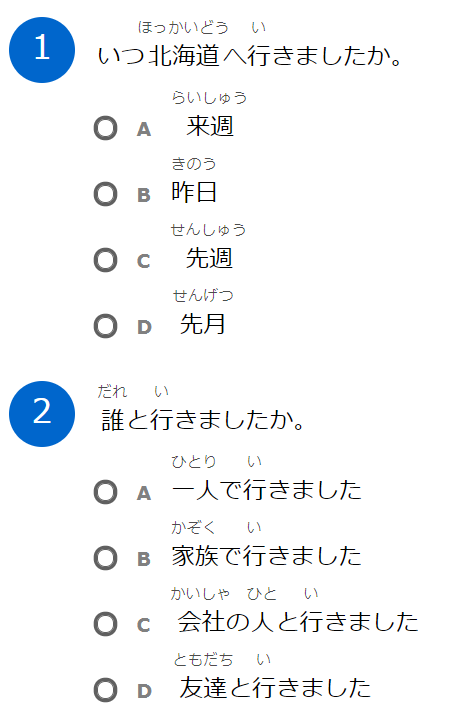 ほっかいどう い
1 いつ北海道へ行きましたか。
らいしゅう
A 来週
きのう
B 昨日
せんしゅう
C 先週
せんげつ
D 先月
だれ い
2 誰と行きましたか。
ひとり い
A 一人で行きました
かぞく い
B 家族で行きました
かいしゃ ひと い
C 会社の人と行きました
ともだち い
D 友達と行きました